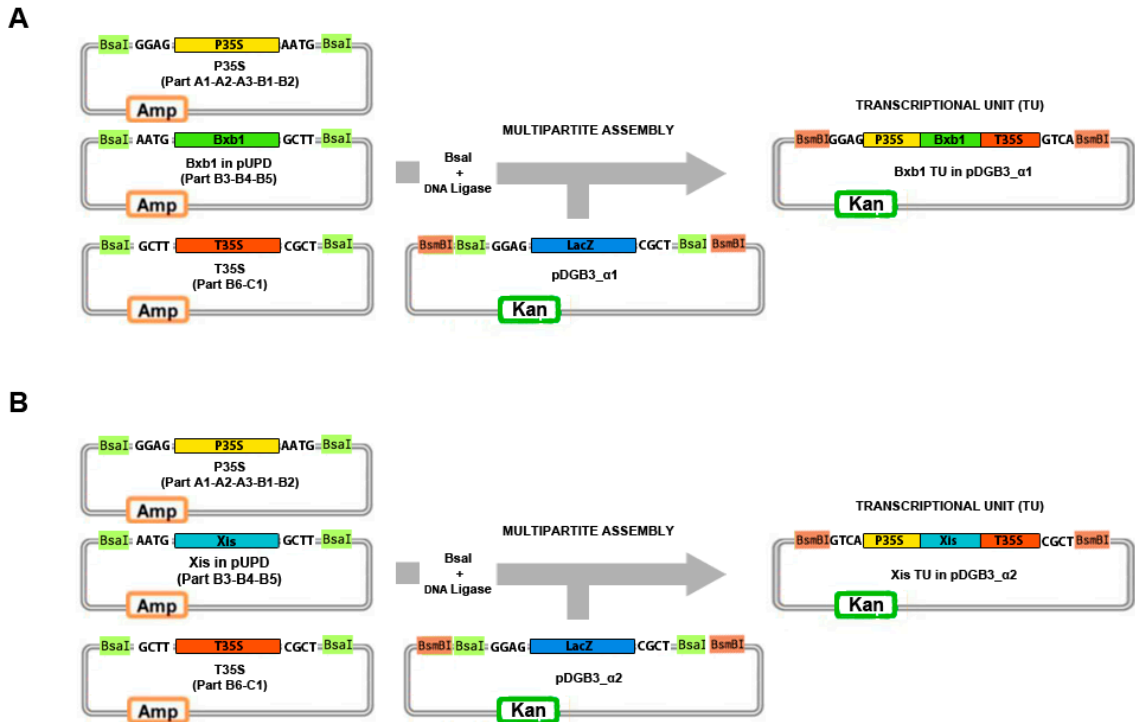 A
BsaI GGAG P35S AATG BsaI
P35S
(Part A1-A2-A3-B1-B2)
Amp
BsaI AATG Bxb1 GCTT BsaI
Bxb1 in pUPD
(Part B3-B4-B5)
Amp
BsaI GCTT T35S CGCT BsaI
T35S
(Part B6-C1)
Amp
MULTIPARTITE ASSEMBLY
BsaI
+
DNA Ligase
BsmBI BsaI GGAG LacZ CGCT BsaI BsmBI
pDGB3_α1
Kan
TRANSCRIPTIONAL UNIT (TU)
BsmBI GGAG P35S Bxb1 T35S GTCA BsmBI
Bxb1 TU in pDGB3_α1
Kan
B
BsaI GGAG P35S AATG BsaI
P35S
(Part A1-A2-A3-B1-B2)
Amp
BsaI AATG Xis GCTT BsaI
Xis in pUPD
(Part B3-B4-B5)
Amp
BsaI GCTT T35S CGCT BsaI
T35S
(Part B6-C1)
Amp
MULTIPARTITE ASSEMBLY
BsaI
+
DNA Ligase
BsmBI BsaI GGAG LacZ CGCT BsaI BsmBI
pDGB3_α2
Kan
TRANSCRIPTIONAL UNIT (TU)
BsmBI GTCA P35S Xis T35S CGCT BsmBI
Xis TU in pDGB3_α2
Kan